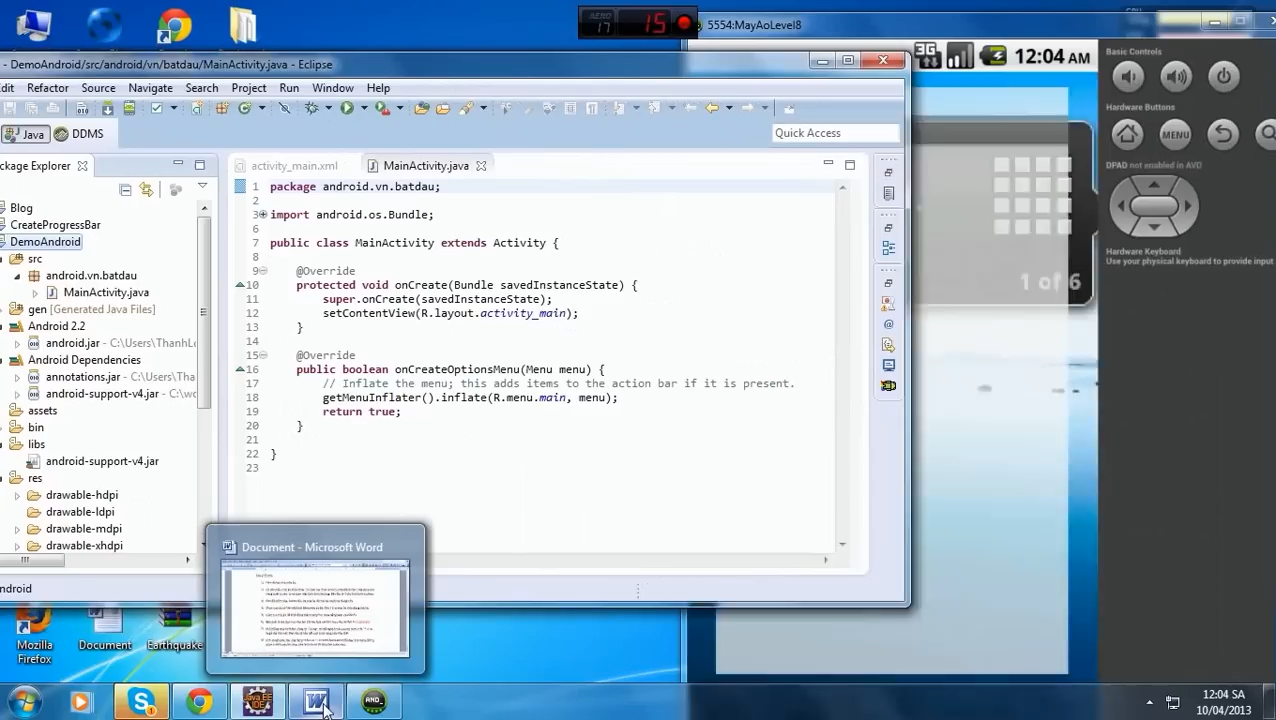 AERO
17
15
5554:MayAoLevel8
- DemoAndroid/src/android/vn/batdau/MainActivity.java - Eclipse
3G
12:04 AM
Basic Controls
Refactor Source Navigate Search Project Run Window Help
Hardware Buttons
Java
DDMS
Quick Access
MENU
DPAD not enabled in AVD
ckage Explorer
activity_main.xml
MainActivity.java
Blog
CreateProgressBar
DemoAndroid
src
android.vn.batdau
MainActivity.java
gen [Generated Java Files]
Android 2.2
android.jar - C:\Users\ThanhLo
Android Dependencies
annotations.jar - C:\Users\Tha
android-support-v4.jar - C:\wo
assets
bin
libs
android-support-v4.jar
res
drawable-hdpi
drawable-ldpi
drawable-mdpi
drawable-xhdpi
1 package android.vn.batdau;
2
3 import android.os.Bundle;
7 public class MainActivity extends Activity {
8
9 @Override
10 protected void onCreate(Bundle savedInstanceState) {
11 super.onCreate(savedInstanceState);
12 setContentView(R.layout.activity_main);
13 }
14
15 @Override
16 public boolean onCreateOptionsMenu(Menu menu) {
17 // Inflate the menu; this adds items to the action bar if it is present.
18 getMenuInflater().inflate(R.menu.main, menu);
19 return true;
20 }
21
22 }
23
Hardware Keyboard
Use your physical keyboard to provide input
1 of 6
Document - Microsoft Word
Mozilla
Firefox
Document
Earthquake
Java EE
IDE
AND_
12:04 SA
10/04/2013